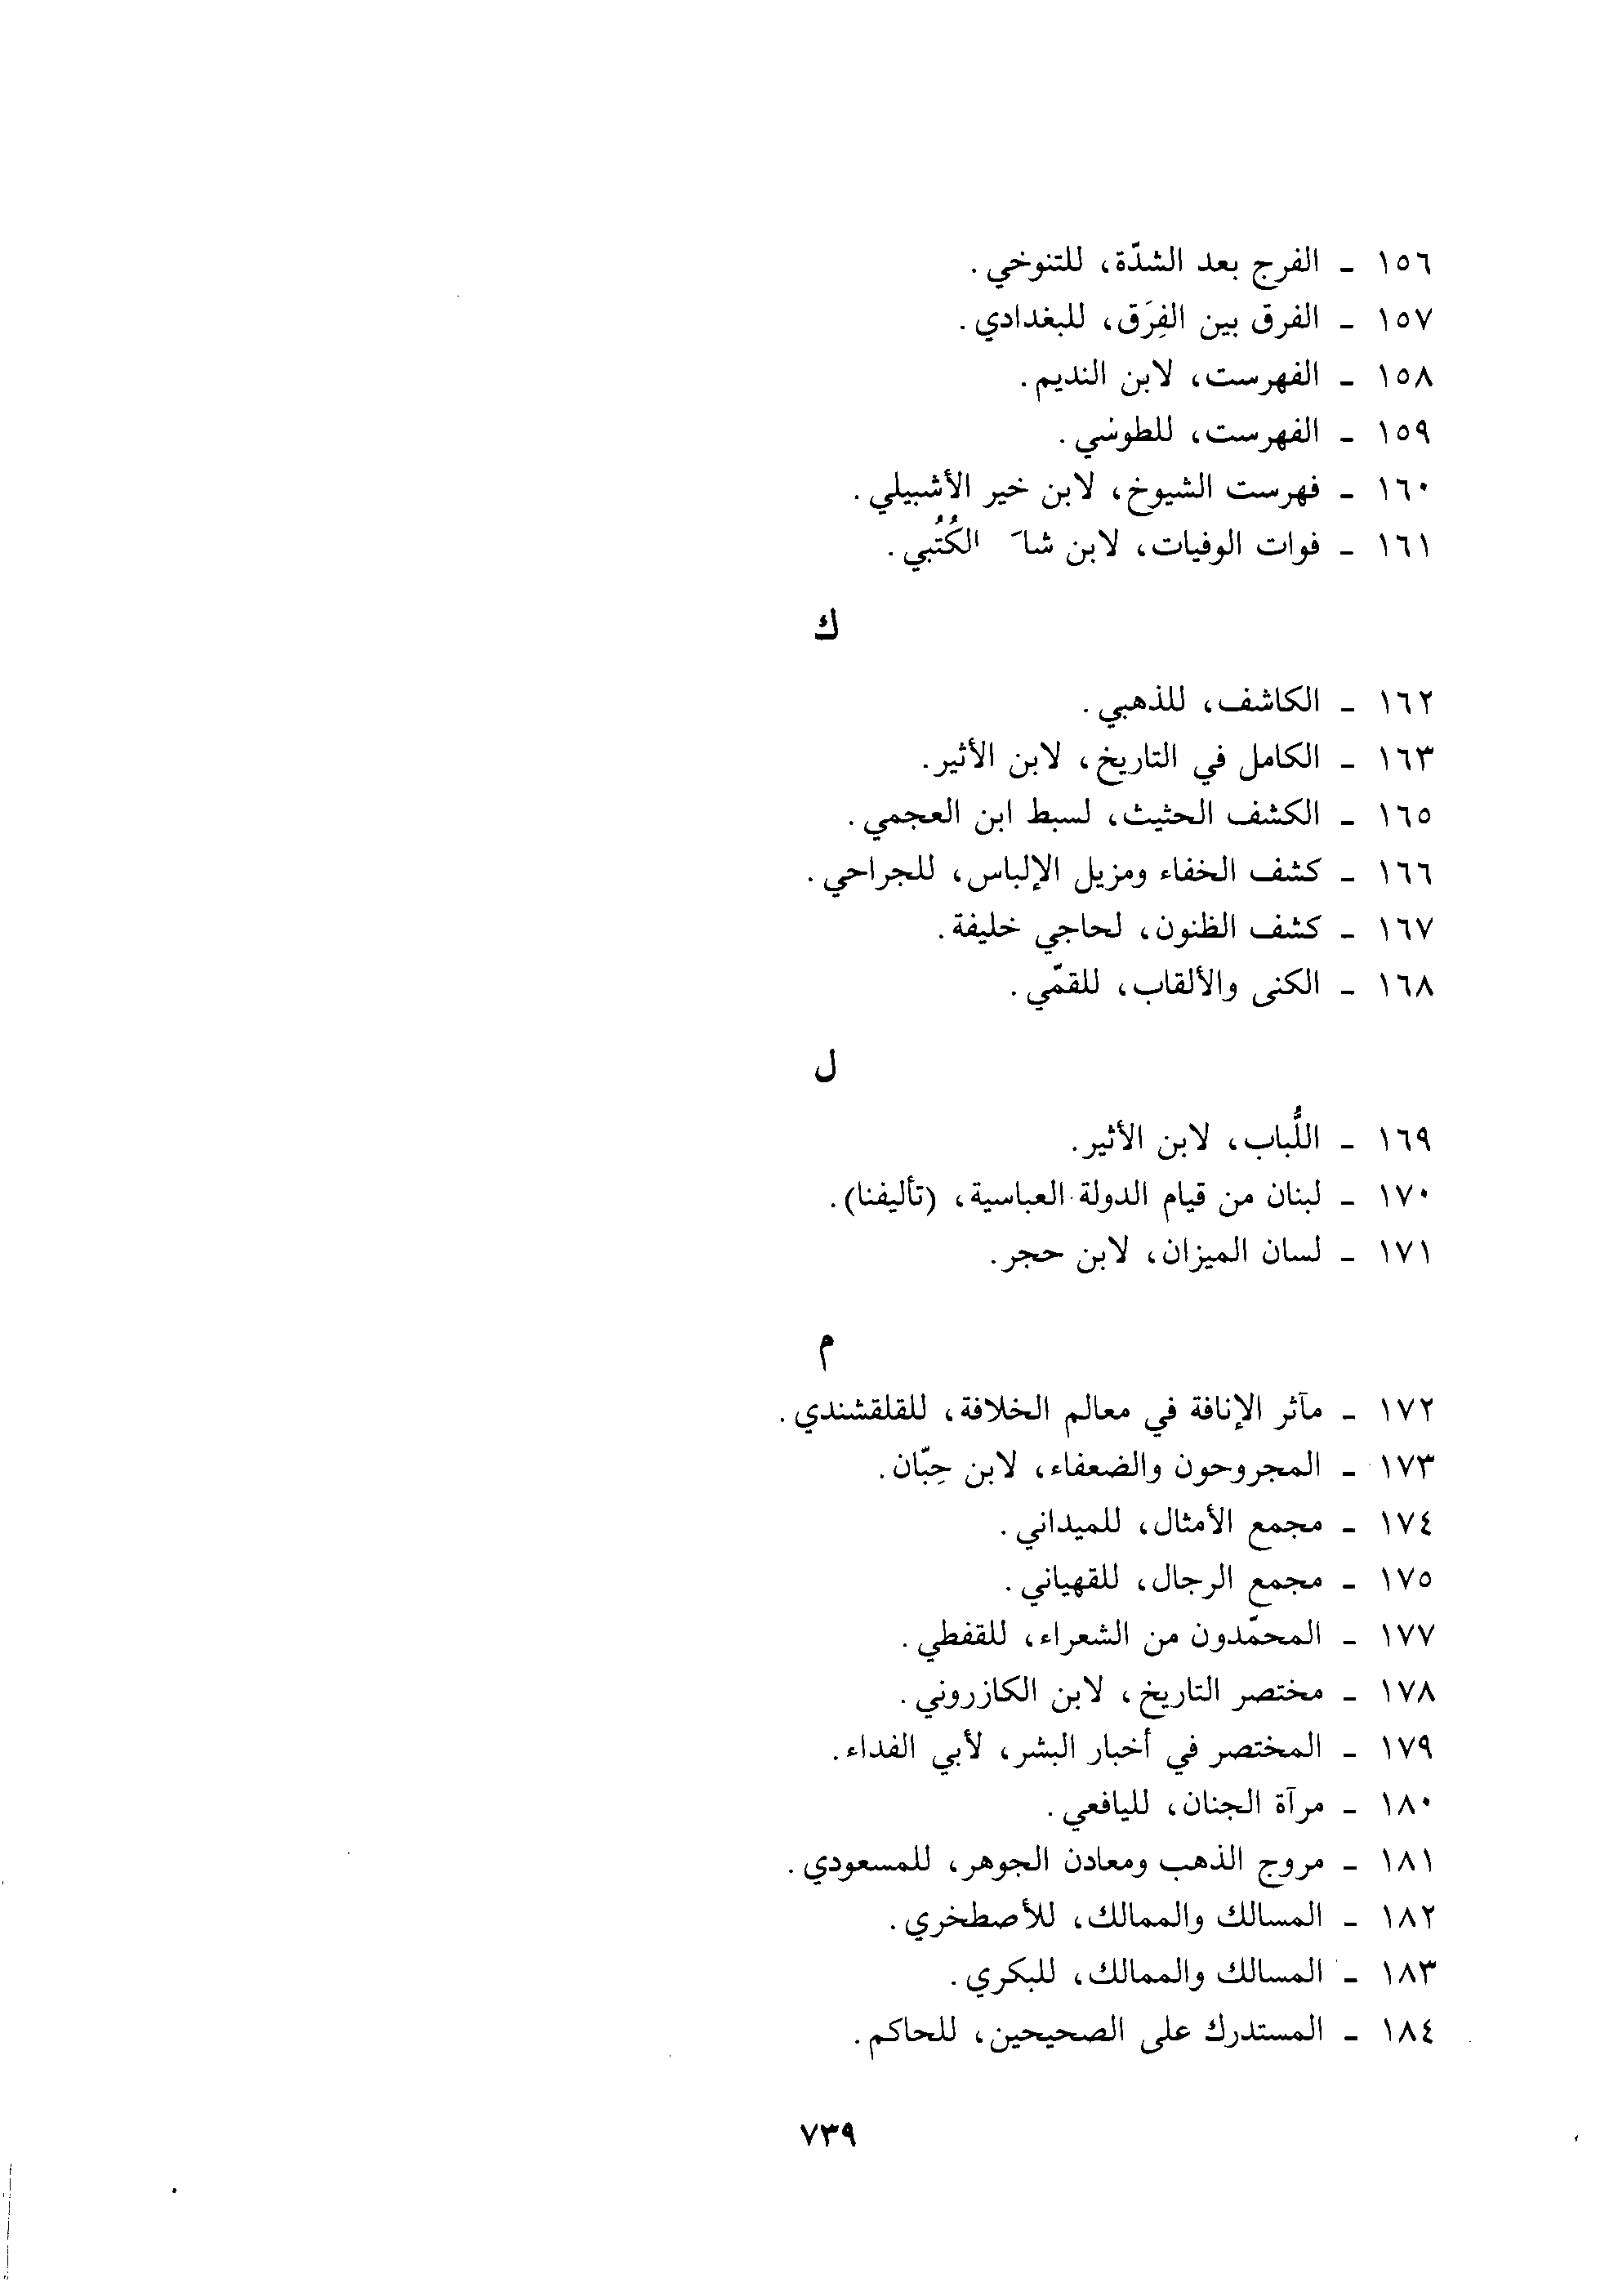 ١٥٦ - الفرج بعد الشدّة، للتنوخي.
١٥٧ - الفرق بين الفِرَق، للبغدادي.
١٥٨ - الفهرست، لابن النديم.
١٥٩ - الفهرست، للطوسي.
١٦٠ - فهرست الشيوخ، لابن خير الأشبيلي.
١٦١ - فوات الوفيات، لابن الكُتُبي.
ك
١٦٢ - الكاشف، للذهبي.
١٦٣ - الكامل في التاريخ، لابن الأثير.
١٦٥ - الكشف الحثيث، لسبط ابن العجمي.
١٦٦ - كشف الخفاء ومزيل الإلباس، للجراحي.
١٦٧ - كشف الظنون، لحاجي خليفة.
١٦٨ - الكنى والألقاب، للقمّي.
ل
١٦٩ - اللُّباب، لابن الأثير.
١٧٠ - لبنان من قيام الدولة العباسية، (تأليفنا).
١٧١ - لسان الميزان، لابن حجر.
م
١٧٢ - مآثر الإنافة في معالم الخلافة، للقلقشندي.
١٧٣ - المجروحون والضعفاء، لابن حِبّان.
١٧٤ - مجمع الأمثال، للميداني.
١٧٥ - مجمع الرجال، للقهياني.
١٧٧ - المحمّدون من الشعراء، للقفطي.
١٧٨ - مختصر التاريخ، لابن الكازروني.
١٧٩ - المختصر في أخبار البشر، لأبي الفداء.
١٨٠ - مرآة الجنان، لليافعي.
١٨١ - مروج الذهب ومعادن الجوهر، للمسعودي.
١٨٢ - المسالك والممالك، للأصطخري.
١٨٣ - المسالك والممالك، للبكري.
١٨٤ - المستدرك على الصحيحين، للحاكم.
٧٣٩